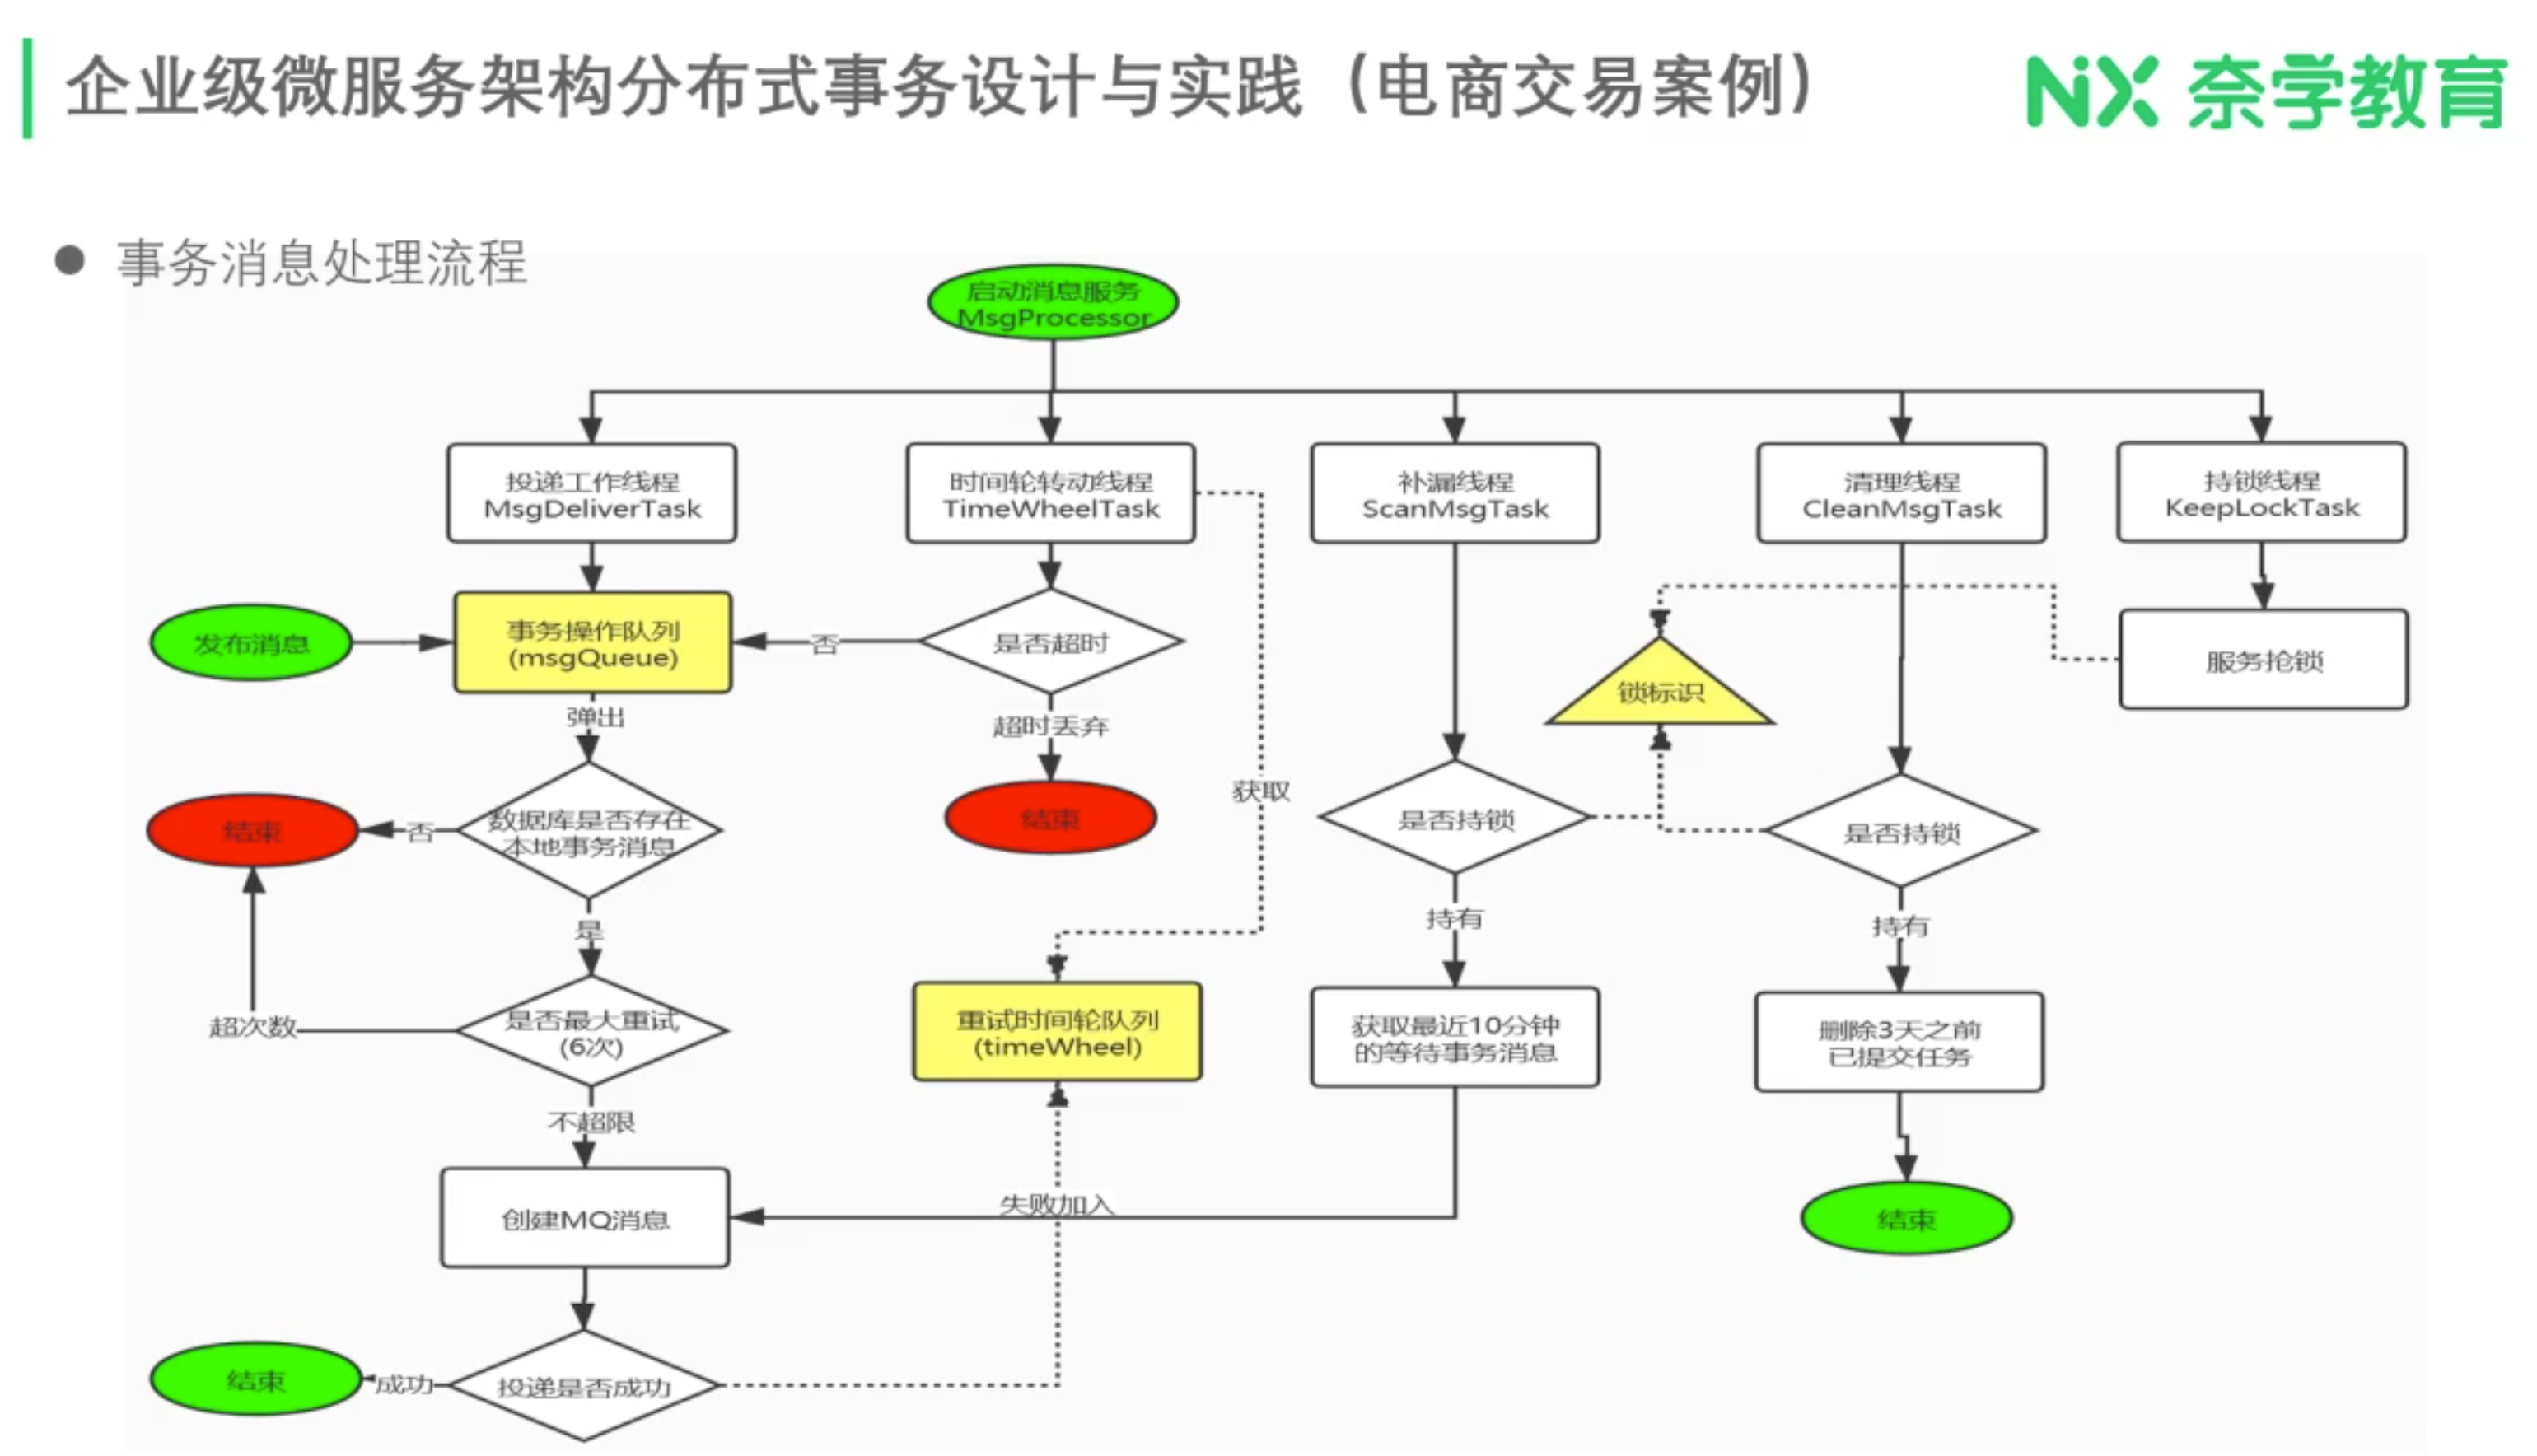 企业级微服务架构分布式事务设计与实践（电商交易案例）
NiX 奈学教育
事务消息处理流程
启动消息服务
MsgProcessor
投递工作线程
MsgDeliverTask
时间轮转动线程
TimeWheelTask
补漏线程
ScanMsgTask
清理线程
CleanMsgTask
持锁线程
KeepLockTask
发布消息
事务操作队列
(msgQueue)
否
是否超时
锁标识
服务抢锁
弹出
超时丢弃
获取
结束
否
数据库是否存在
本地事务消息
结束
是否持锁
是否持锁
是
持有
持有
超次数
是否最大重试
(6次)
重试时间轮队列
(timeWheel)
获取最近10分钟
的等待事务消息
删除3天之前
已提交任务
不超限
创建MQ消息
失败加入
结束
结束
成功
投递是否成功